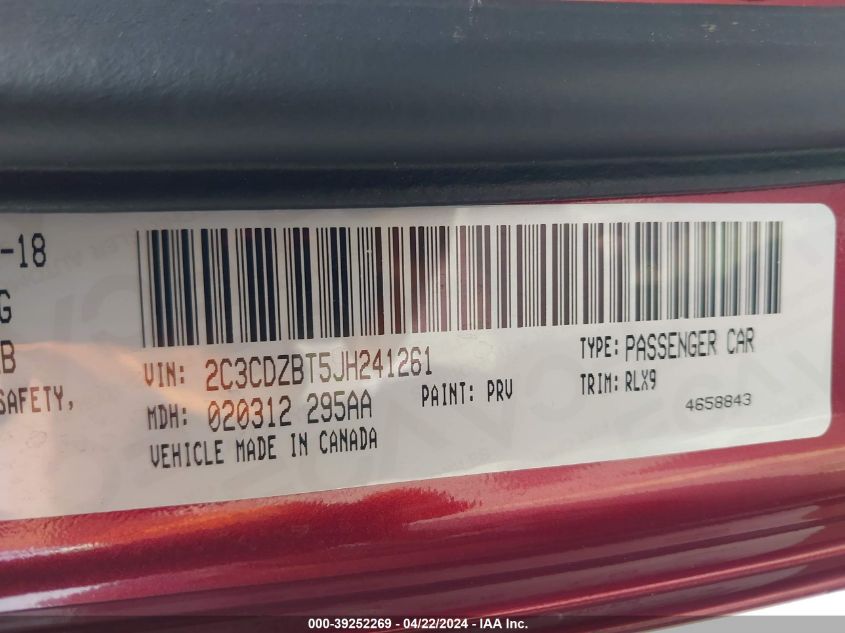 -18
G
B
SAFETY,
VIN: 2C3CDZBT5JH241261
TYPE: PASSENGER CAR
MDH: 020312 295AA
PAINT: PRV
TRIM: RLX9
4658843
VEHICLE MADE IN CANADA
000-39252269 - 04/22/2024 - IAA Inc.